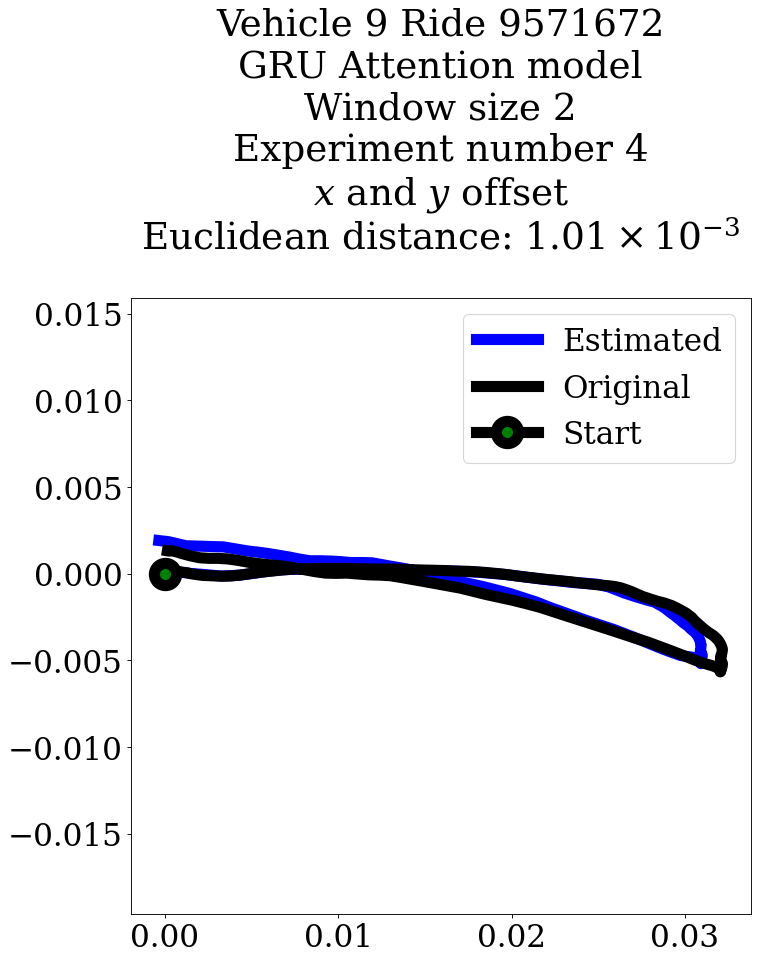 Vehicle 9 Ride 9571672
GRU Attention model
Window size 2
Experiment number 4
x and y offset
Euclidean distance: 1.01 × 10⁻³
Estimated
Original
Start
0.015
0.010
0.005
0.000
−0.005
−0.010
−0.015
0.00 0.01 0.02 0.03